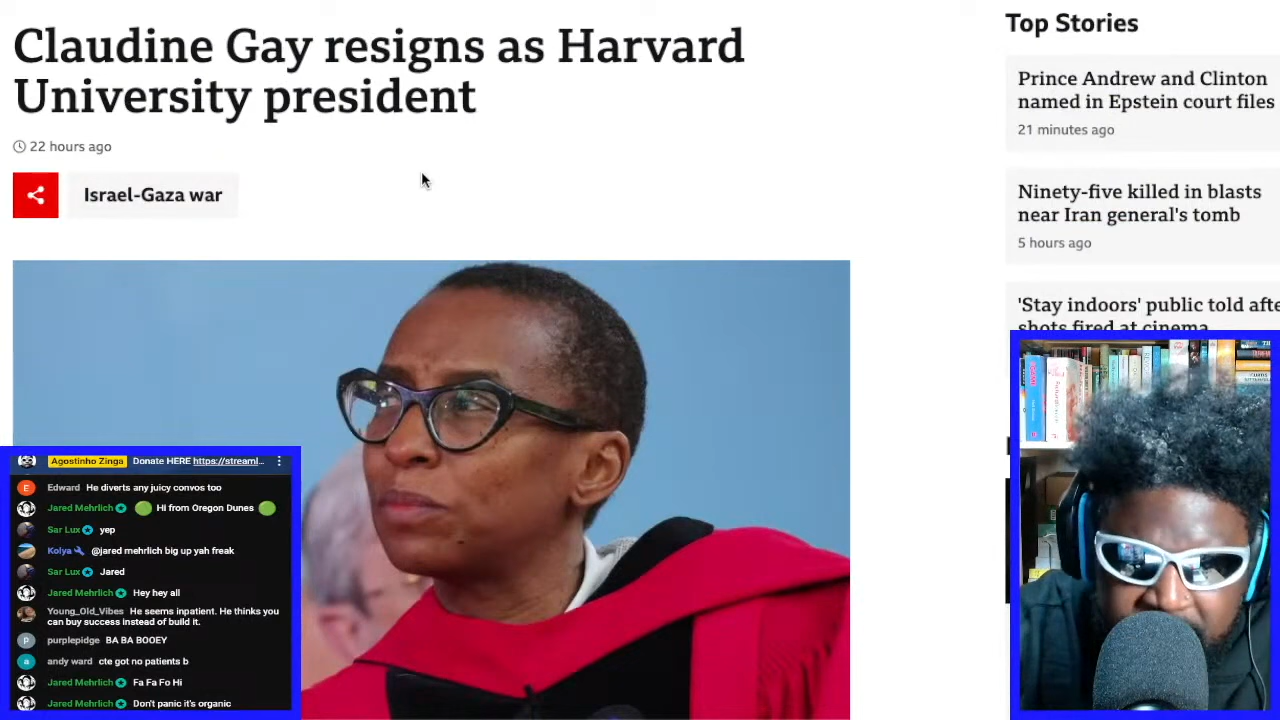 Claudine Gay resigns as Harvard
University president
22 hours ago
Israel-Gaza war
Top Stories
Prince Andrew and Clinton
named in Epstein court files
21 minutes ago
Ninety-five killed in blasts
near Iran general's tomb
5 hours ago
'Stay indoors' public told afte
shots fired at cinema
Agostinho Zinga Donate HERE https://streaml...
E Edward He diverts any juicy convos too
Jared Mehrlich Hi from Oregon Dunes
Sar Lux yep
Kolya @jared mehrlich big up yah freak
Sar Lux Jared
Jared Mehrlich Hey hey all
Young_Old_Vibes He seems inpatient. He thinks you
can buy success instead of build it.
P purplepidge BA BA BOOEY
a andy ward cte got no patients b
Jared Mehrlich Fa Fa Fo Hi
Jared Mehrlich Don't panic it's organic